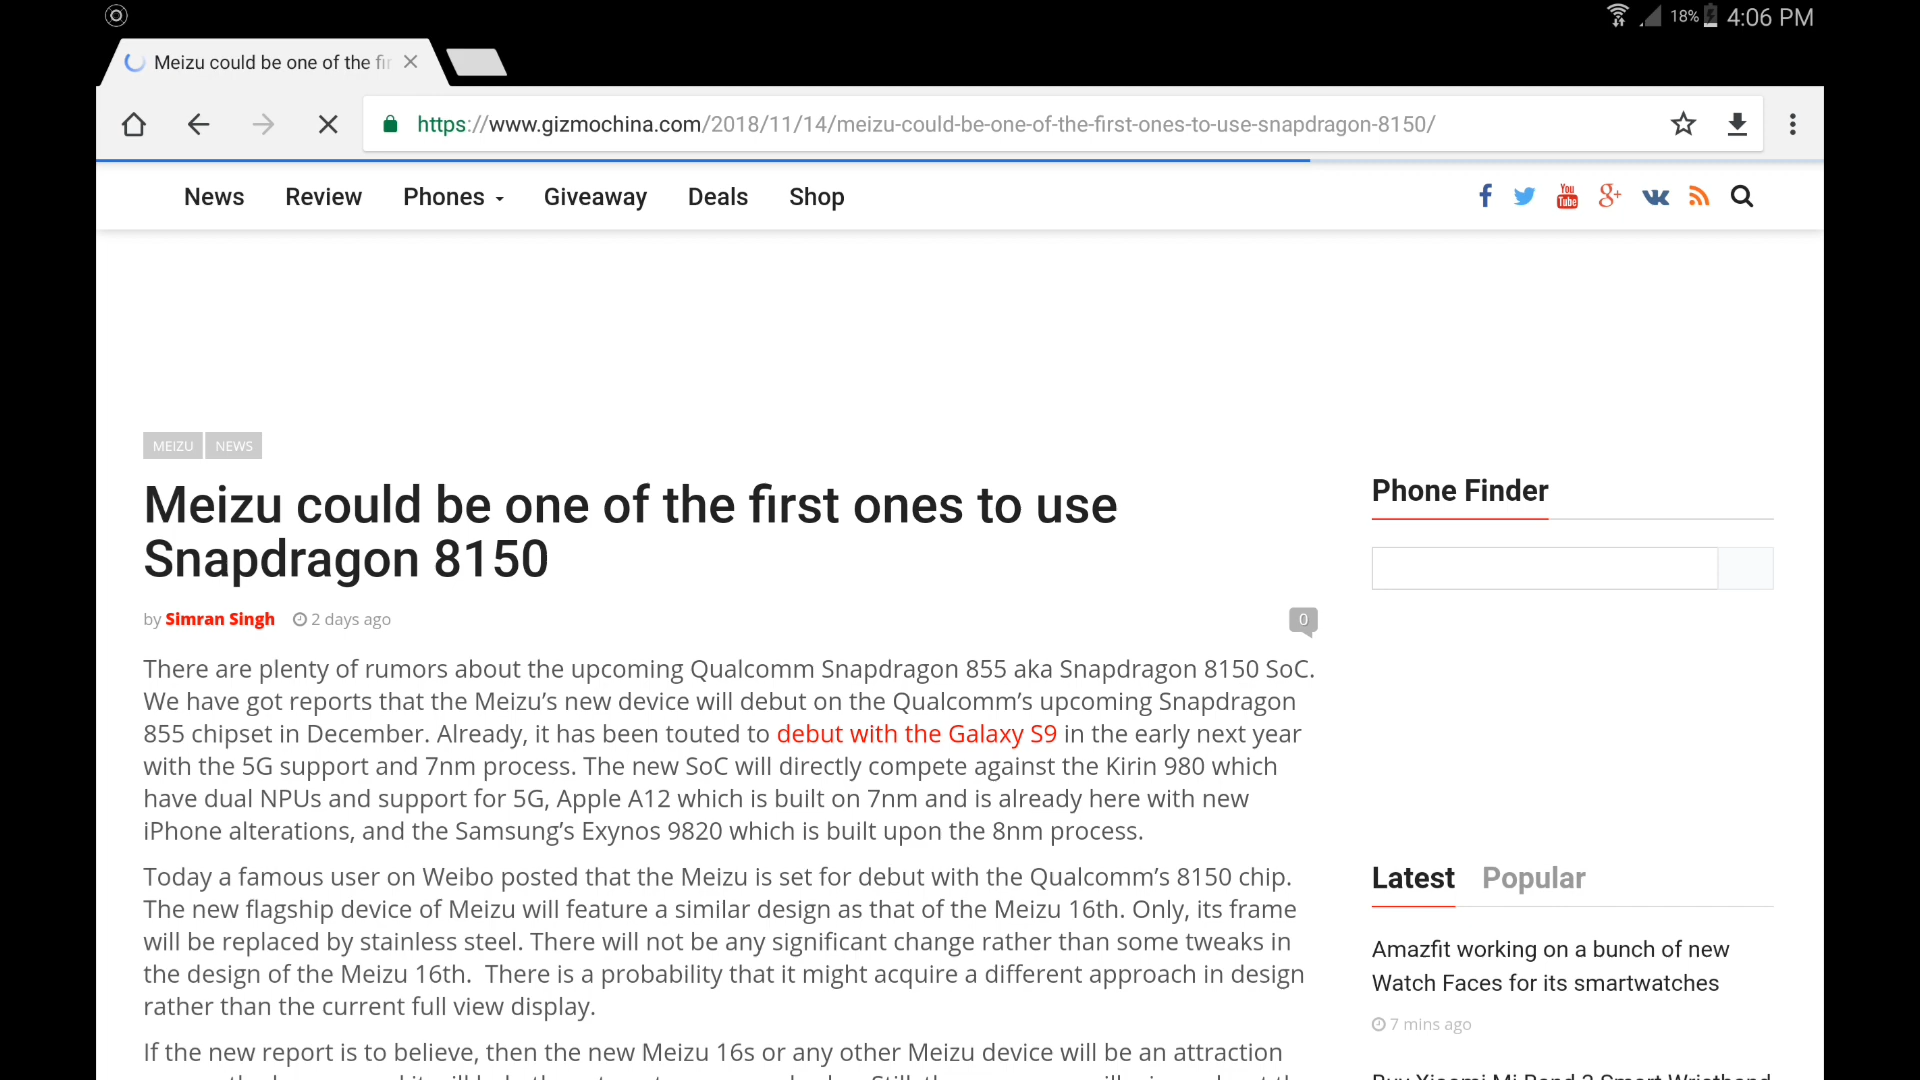 18% 4:06 PM
Meizu could be one of the fir
https://www.gizmochina.com/2018/11/14/meizu-could-be-one-of-the-first-ones-to-use-snapdragon-8150/
News Review Phones Giveaway Deals Shop
You Tube g+
MEIZU NEWS
Meizu could be one of the first ones to use
Snapdragon 8150
by Simran Singh 2 days ago
0
There are plenty of rumors about the upcoming Qualcomm Snapdragon 855 aka Snapdragon 8150 SoC.
We have got reports that the Meizu’s new device will debut on the Qualcomm’s upcoming Snapdragon
855 chipset in December. Already, it has been touted to debut with the Galaxy S9 in the early next year
with the 5G support and 7nm process. The new SoC will directly compete against the Kirin 980 which
have dual NPUs and support for 5G, Apple A12 which is built on 7nm and is already here with new
iPhone alterations, and the Samsung’s Exynos 9820 which is built upon the 8nm process.
Today a famous user on Weibo posted that the Meizu is set for debut with the Qualcomm’s 8150 chip.
The new flagship device of Meizu will feature a similar design as that of the Meizu 16th. Only, its frame
will be replaced by stainless steel. There will not be any significant change rather than some tweaks in
the design of the Meizu 16th.  There is a probability that it might acquire a different approach in design
rather than the current full view display.
If the new report is to believe, then the new Meizu 16s or any other Meizu device will be an attraction
Phone Finder
Latest Popular
Amazfit working on a bunch of new
Watch Faces for its smartwatches
7 mins ago